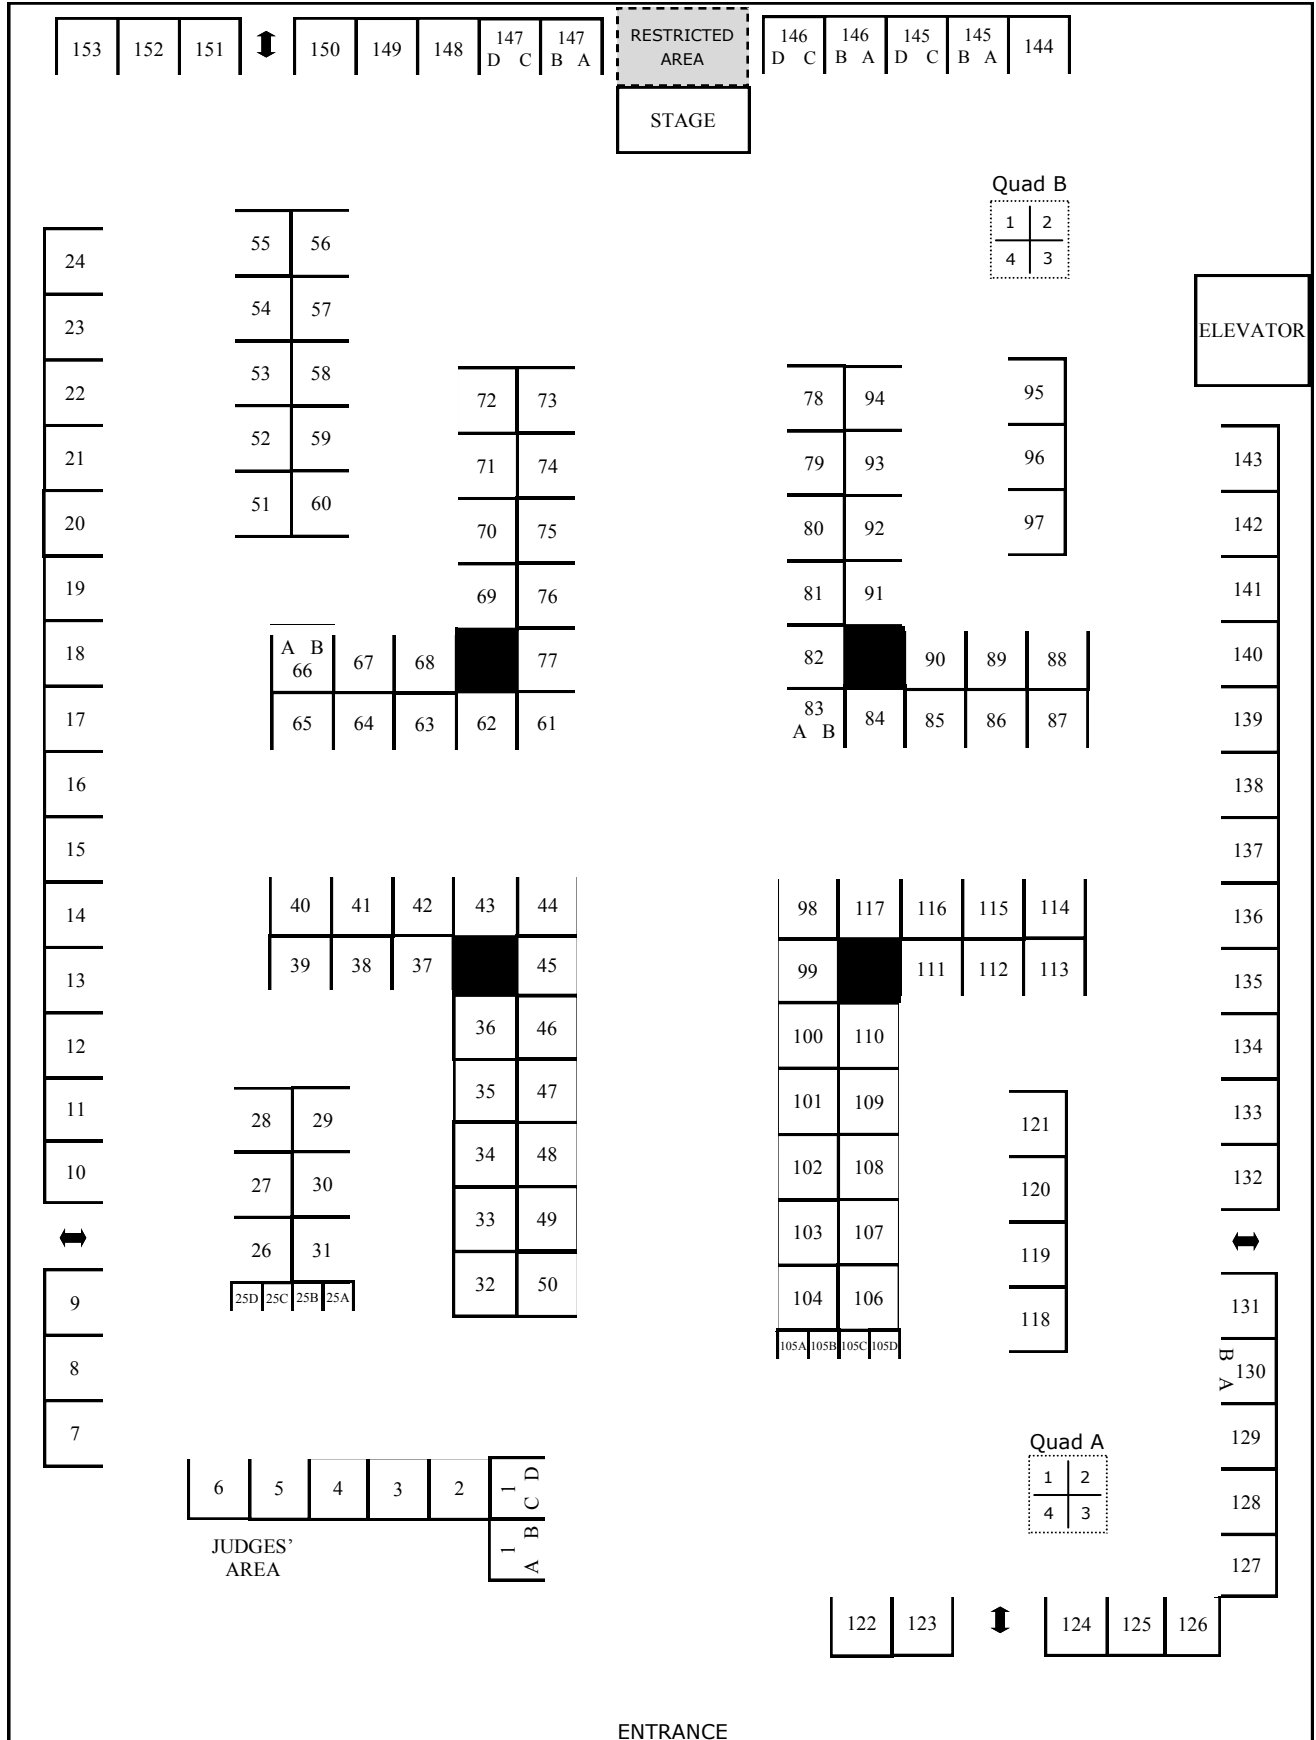 153 152 151 150 149 148 147 147 RESTRICTED 146 146 145 145 144
D C B A AREA D C B A D C B A
STAGE
Quad B
1 2
4 3
24
23
22
21
20
19
18
17
16
15
14
13
12
11
10
9
8
7
55 56
54 57
53 58
52 59
51 60
72 73
71 74
70 75
69 76
A B
66 67 68 77
65 64 63 62 61
78 94
79 93
80 92
81 91
82 90 89 88
83 84 85 86 87
A B
95
96
97
ELEVATOR
143
142
141
140
139
138
137
136
135
134
133
132
131
B A 130
129
128
127
40 41 42 43 44
39 38 37 45
36 46
35 47
34 48
33 49
32 50
28 29
27 30
26 31
25D 25C 25B 25A
98 117 116 115 114
99 111 112 113
100 110
101 109
102 108
103 107
104 106
105A 105B 105C 105D
121
120
119
118
Quad A
1 2
4 3
6 5 4 3 2 1 C D
1 A B
JUDGES’
AREA
122 123 124 125 126
ENTRANCE